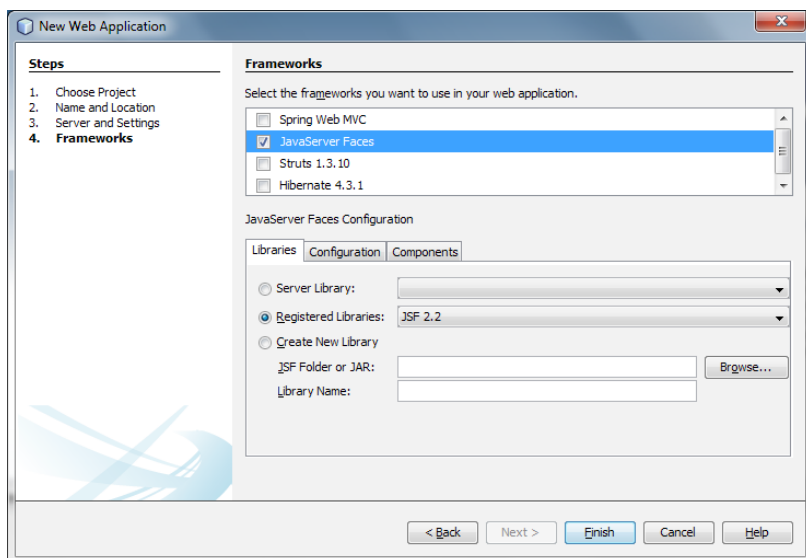 New Web Application
Steps
1. Choose Project
2. Name and Location
3. Server and Settings
4. Frameworks
Frameworks
Select the frameworks you want to use in your web application.
Spring Web MVC
JavaServer Faces
Struts 1.3.10
Hibernate 4.3.1
JavaServer Faces Configuration
Libraries Configuration Components
Server Library:
Registered Libraries: JSF 2.2
Create New Library
JSF Folder or JAR: Browse...
Library Name:
< Back Next > Finish Cancel Help